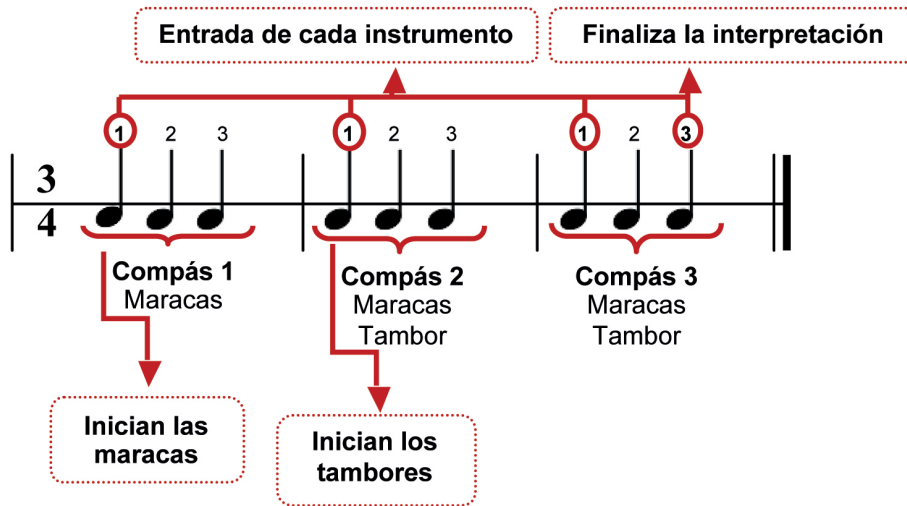 Entrada de cada instrumento
Finaliza la interpretación
1 2 3 1 2 3 1 2 3
3
4
Compás 1
Maracas
Compás 2
Maracas
Tambor
Compás 3
Maracas
Tambor
Inician las
maracas
Inician los
tambores